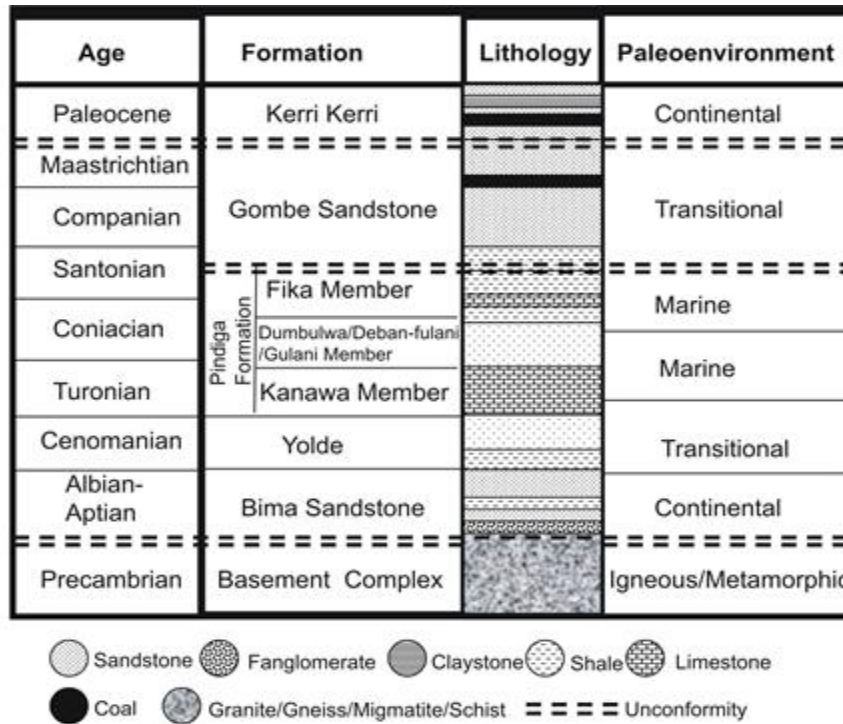 Age Formation Lithology Paleoenvironment
Paleocene Kerri Kerri Continental
Maastrichtian
Companian Gombe Sandstone Transitional
Santonian
Pindiga Formation
Fika Member Marine
Coniacian
Dumbulwa/Deban-fulani
/Gulani Member
Marine
Turonian Kanawa Member
Cenomanian Yolde Transitional
Albian-
Aptian Bima Sandstone Continental
Precambrian Basement Complex Igneous/Metamorphic
Sandstone Fanglomerate Claystone Shale Limestone
Coal Granite/Gneiss/Migmatite/Schist Unconformity